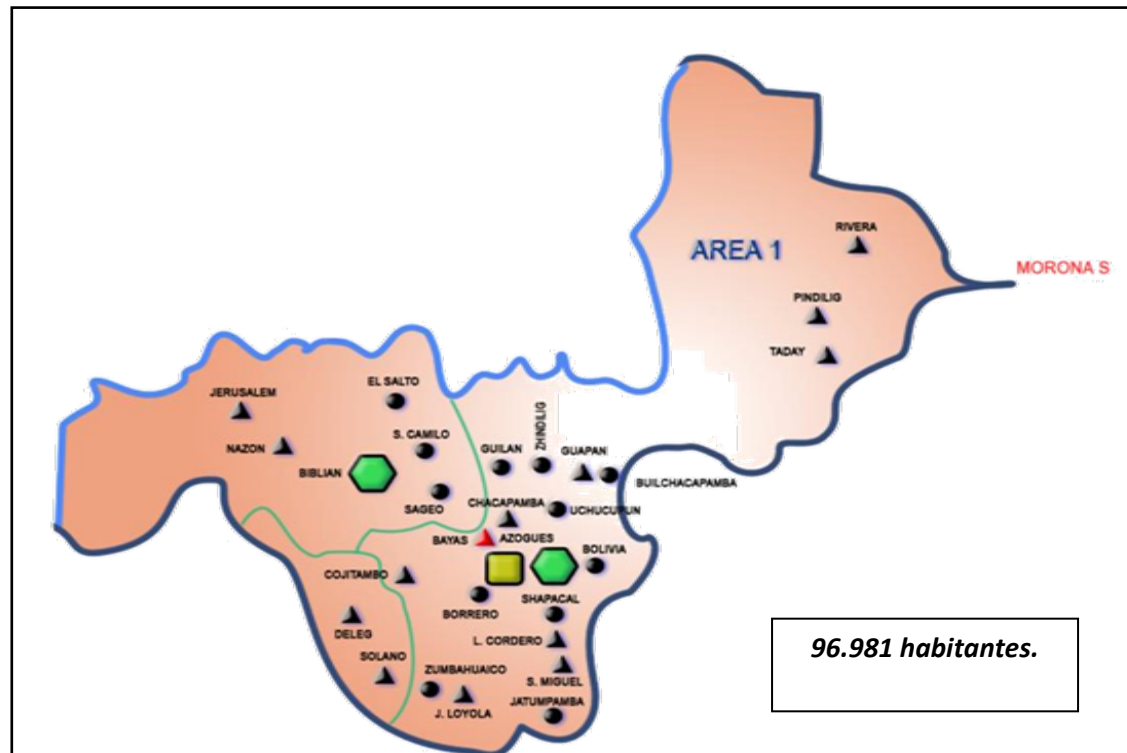 RIVERA
AREA 1
MORONA S
PINDILIG
TADAY
EL SALTO
JERUSALEM
S. CAMILO
NAZON
BIBLIAN
SAGEO
GUILAN
ZHINDILIG
GUAPAN
BUILCHACAPAMBA
CHACAPAMBA
UCHUCUPUN
BAYAS
AZOGUES
BOLIVIA
COJITAMBO
BORRERO
SHAPACAL
DELEG
L. CORDERO
SOLANO
ZUMBAHUAICO
S. MIGUEL
J. LOYOLA
JATUMPAMBA
96.981 habitantes.